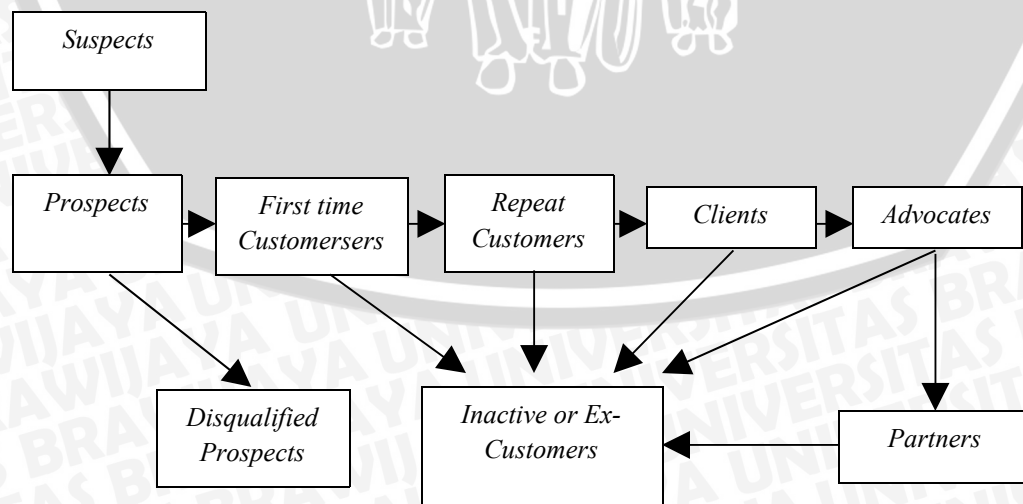 Suspects
Prospects
First time
Customersers
Repeat
Customers
Clients
Advocates
Disqualified
Prospects
Inactive or Ex-
Customers
Partners